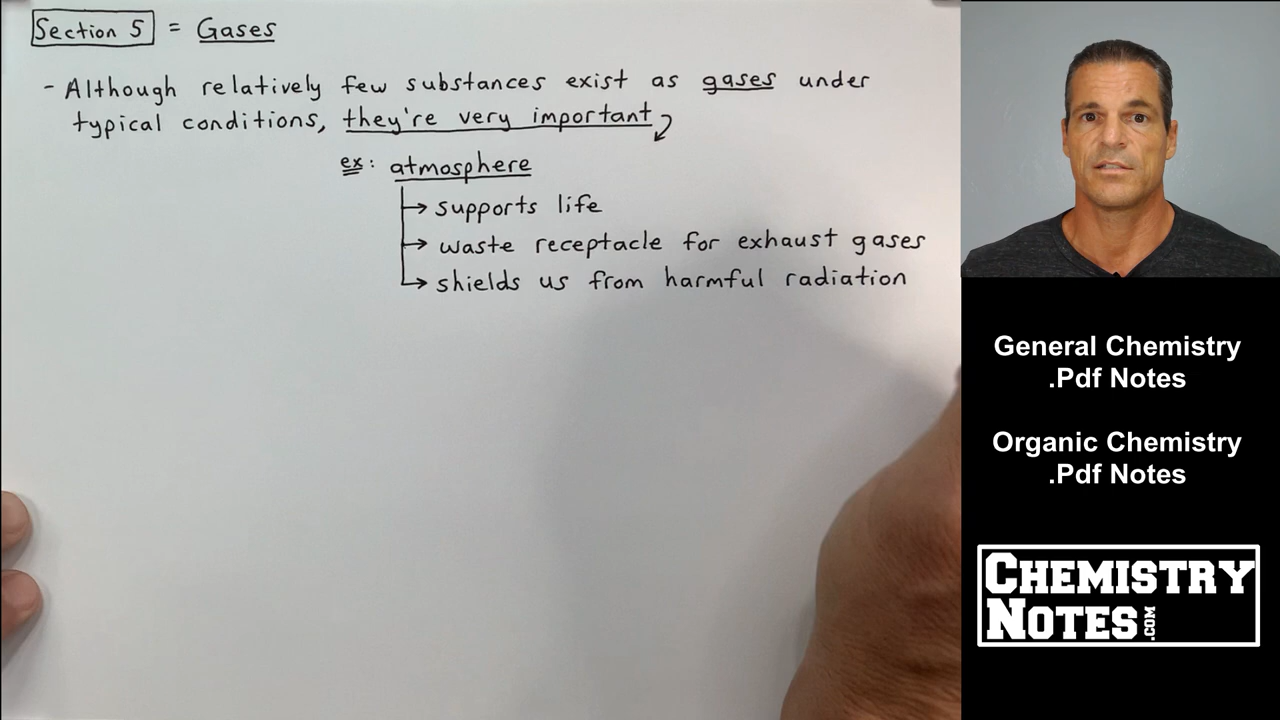 Section 5 = Gases
- Although relatively few substances exist as gases under
typical conditions, they're very important
ex: atmosphere
→ supports life
→ waste receptacle for exhaust gases
→ shields us from harmful radiation
General Chemistry
.Pdf Notes
Organic Chemistry
.Pdf Notes
CHEMISTRY
NOTES.COM